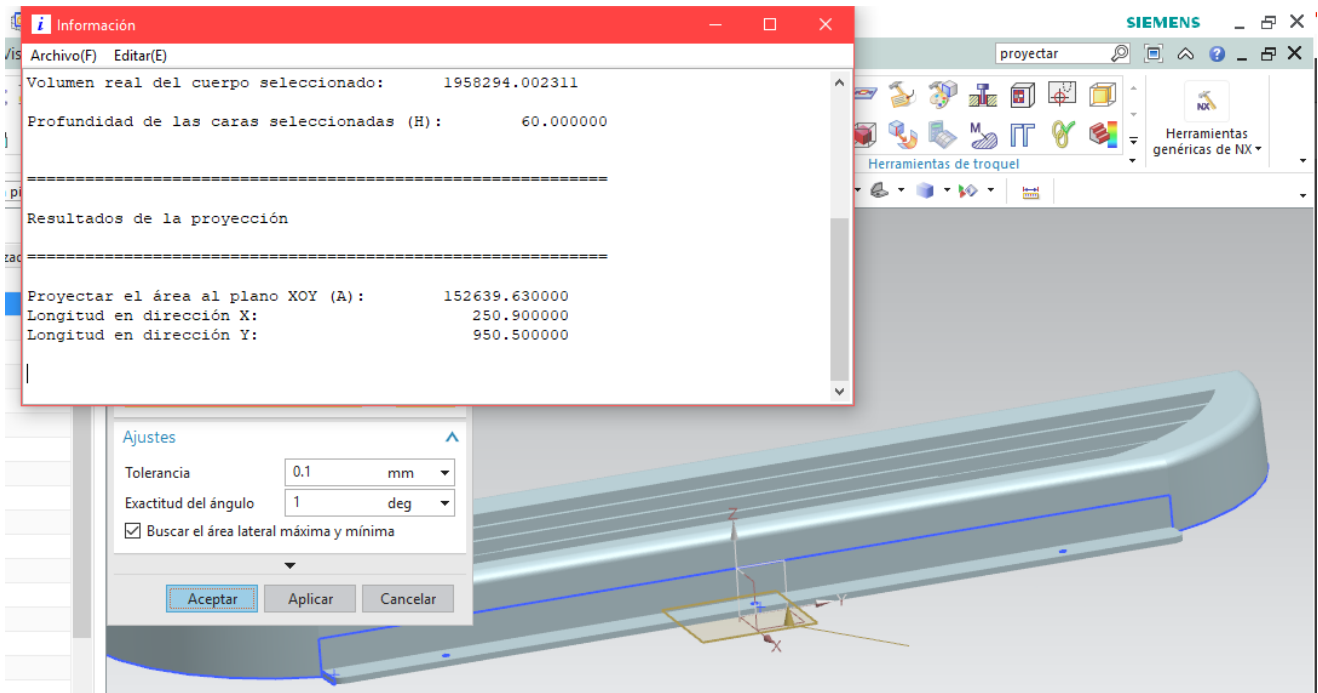 Información
SIEMENS
Archivo(F) Editar(E)
proyectar
Volumen real del cuerpo seleccionado: 1958294.002311
Profundidad de las caras seleccionadas (H): 60.000000
============================================================
Resultados de la proyección
============================================================
Proyectar el área al plano XOY (A): 152639.630000
Longitud en dirección X: 250.900000
Longitud en dirección Y: 950.500000
NX
Herramientas
genéricas de NX
Herramientas de troquel
Ajustes
Tolerancia 0.1 mm
Exactitud del ángulo 1 deg
Buscar el área lateral máxima y mínima
Aceptar Aplicar Cancelar
Z
Y
X